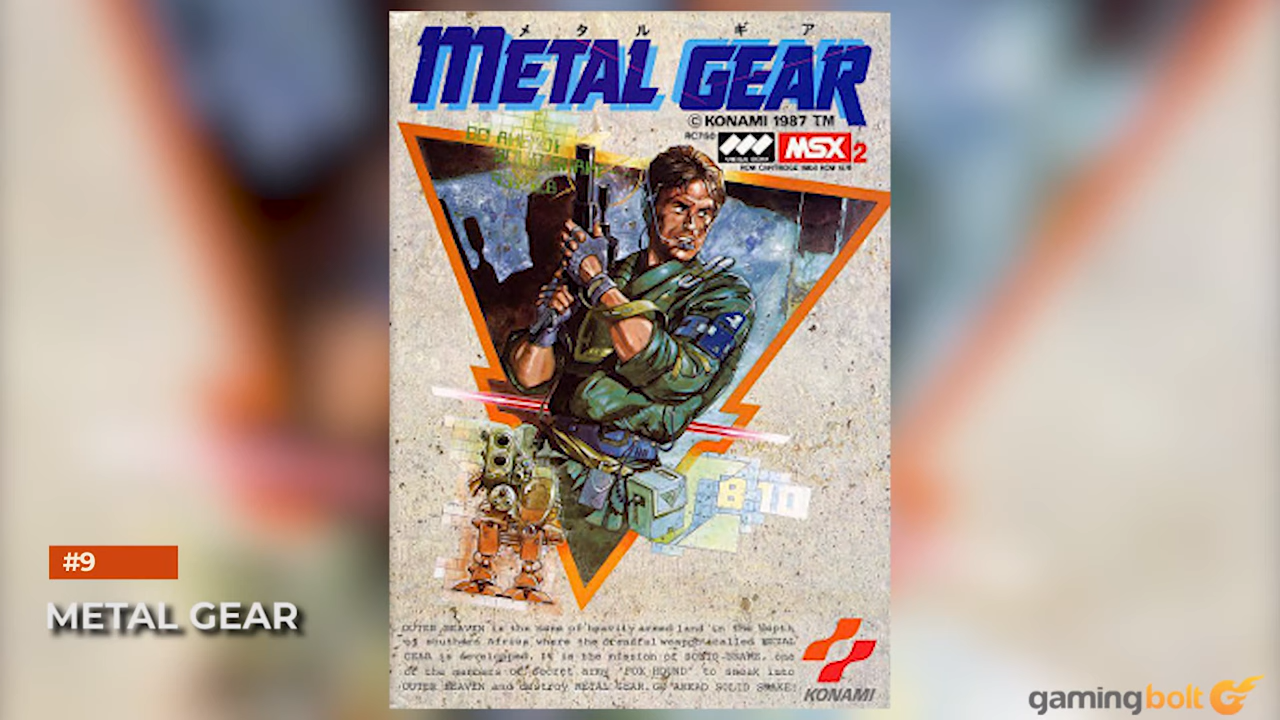 メタルギア
METAL GEAR
© KONAMI 1987 TM
MSX 2
B-10
#9
METAL GEAR
OUTER HEAVEN is the name of heavily armed land in the depth
of southern Africa where the dreadful weapon called METAL
GEAR is developed. It is the mission of SOLID-SNAKE, one
of the members of secret army "FOX HOUND" to sneak into
OUTER HEAVEN and destroy METAL GEAR. GO AHEAD SOLID SNAKE!
KONAMI
gamingbolt